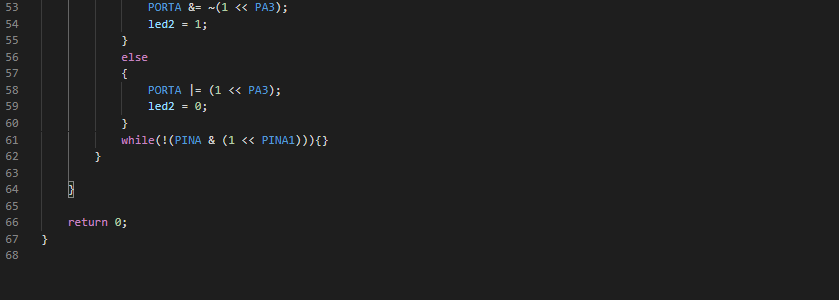 53 PORTA &= ~(1 << PA3);
54 led2 = 1;
55 }
56 else
57 {
58 PORTA |= (1 << PA3);
59 led2 = 0;
60 }
61 while(!(PINA & (1 << PINA1))){}
62 }
63
64 }
65
66 return 0;
67 }
68